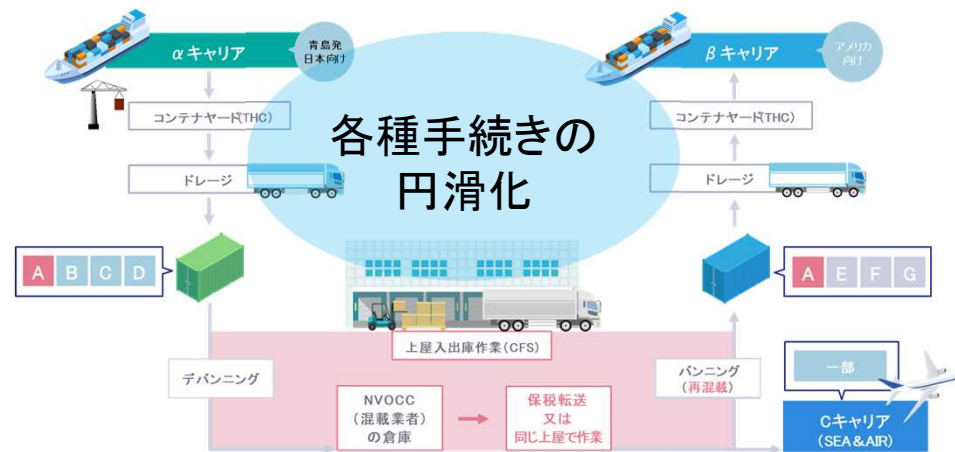 αキャリア
青島発
日本向け
コンテナヤード(THC)
ドレージ
A B C D
デバンニング
各種手続きの
円滑化
上屋入出庫作業(CFS)
NVOCC
(混載業者)
の倉庫
保税転送
又は
同じ上屋で作業
βキャリア
アメリカ
向け
コンテナヤード(THC)
ドレージ
A E F G
バンニング
(再混載)
一部
Cキャリア
(SEA&AIR)